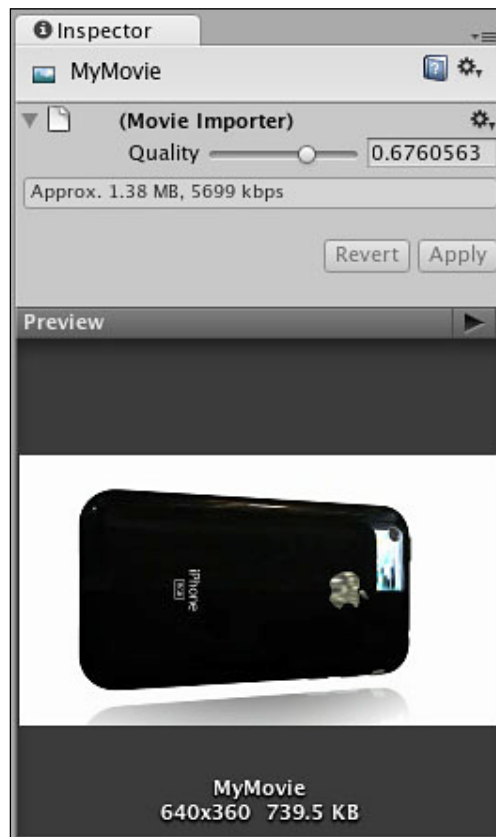 Inspector
MyMovie
(Movie Importer)
Quality 0.6760563
Approx. 1.38 MB, 5699 kbps
Revert Apply
Preview
iPhone
MyMovie
640x360 739.5 KB